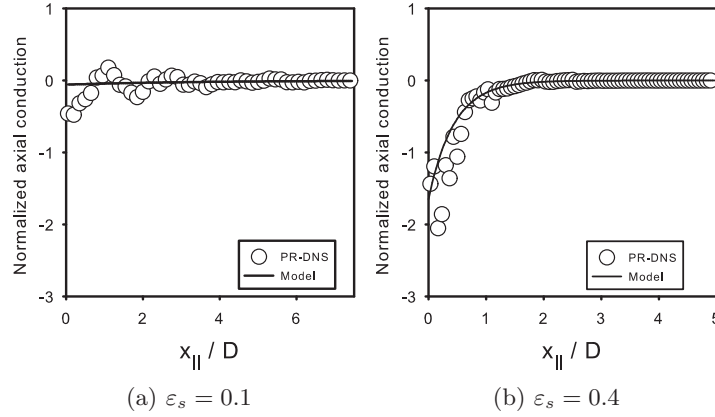 Normalized axial conduction
1
0
-1
-2
-3
0
2
4
6
PR-DNS
Model
x|| / D
(a) εs = 0.1
Normalized axial conduction
1
0
-1
-2
-3
0
1
2
3
4
5
PR-DNS
Model
x|| / D
(b) εs = 0.4